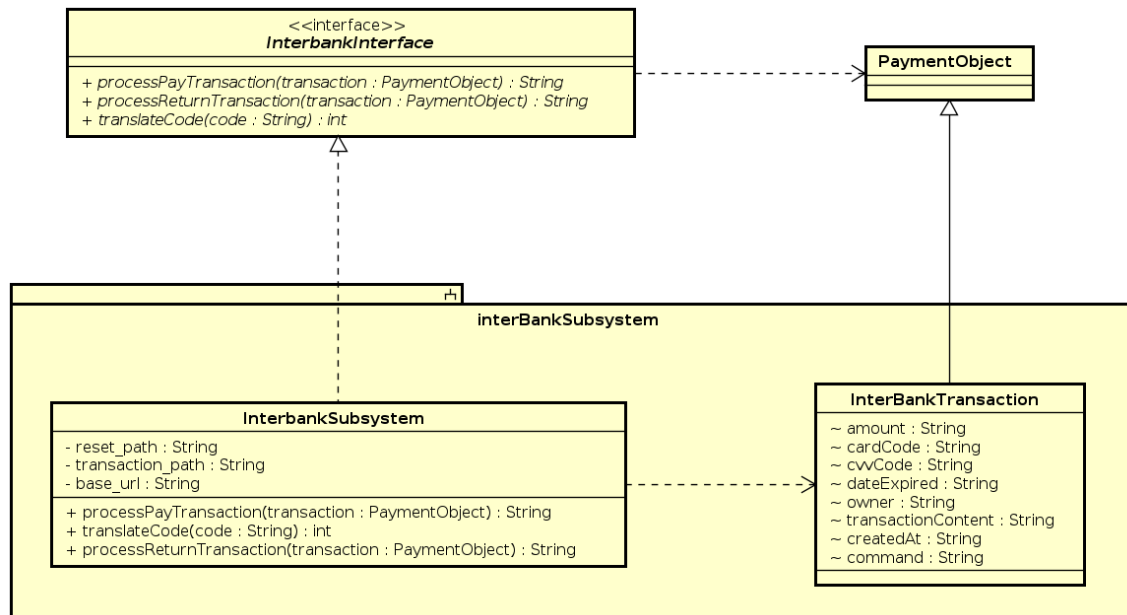 <<interface>>
InterbankInterface
+ processPayTransaction(transaction : PaymentObject) : String
+ processReturnTransaction(transaction : PaymentObject) : String
+ translateCode(code : String) : int
PaymentObject
interBankSubsystem
InterbankSubsystem
- reset_path : String
- transaction_path : String
- base_url : String
+ processPayTransaction(transaction : PaymentObject) : String
+ translateCode(code : String) : int
+ processReturnTransaction(transaction : PaymentObject) : String
InterBankTransaction
~ amount : String
~ cardCode : String
~ cvvCode : String
~ dateExpired : String
~ owner : String
~ transactionContent : String
~ createdAt : String
~ command : String